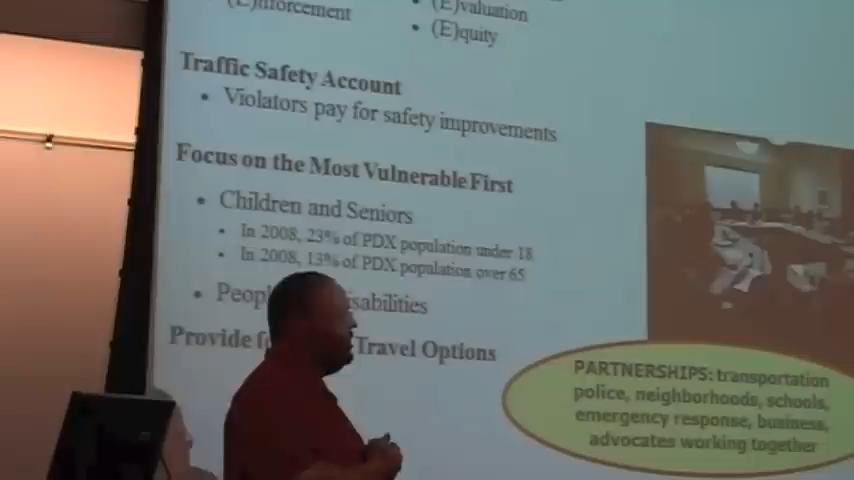 (E)nforcement
• (E)valuation
• (E)quity
Traffic Safety Account
• Violators pay for safety improvements
Focus on the Most Vulnerable First
• Children and Seniors
• In 2008, 23% of PDX population under 18
• In 2008, 13% of PDX population over 65
• Peop isabilities
Provide f Travel Options
PARTNERSHIPS: transportation
police, neighborhoods, schools,
emergency response, business,
advocates working together